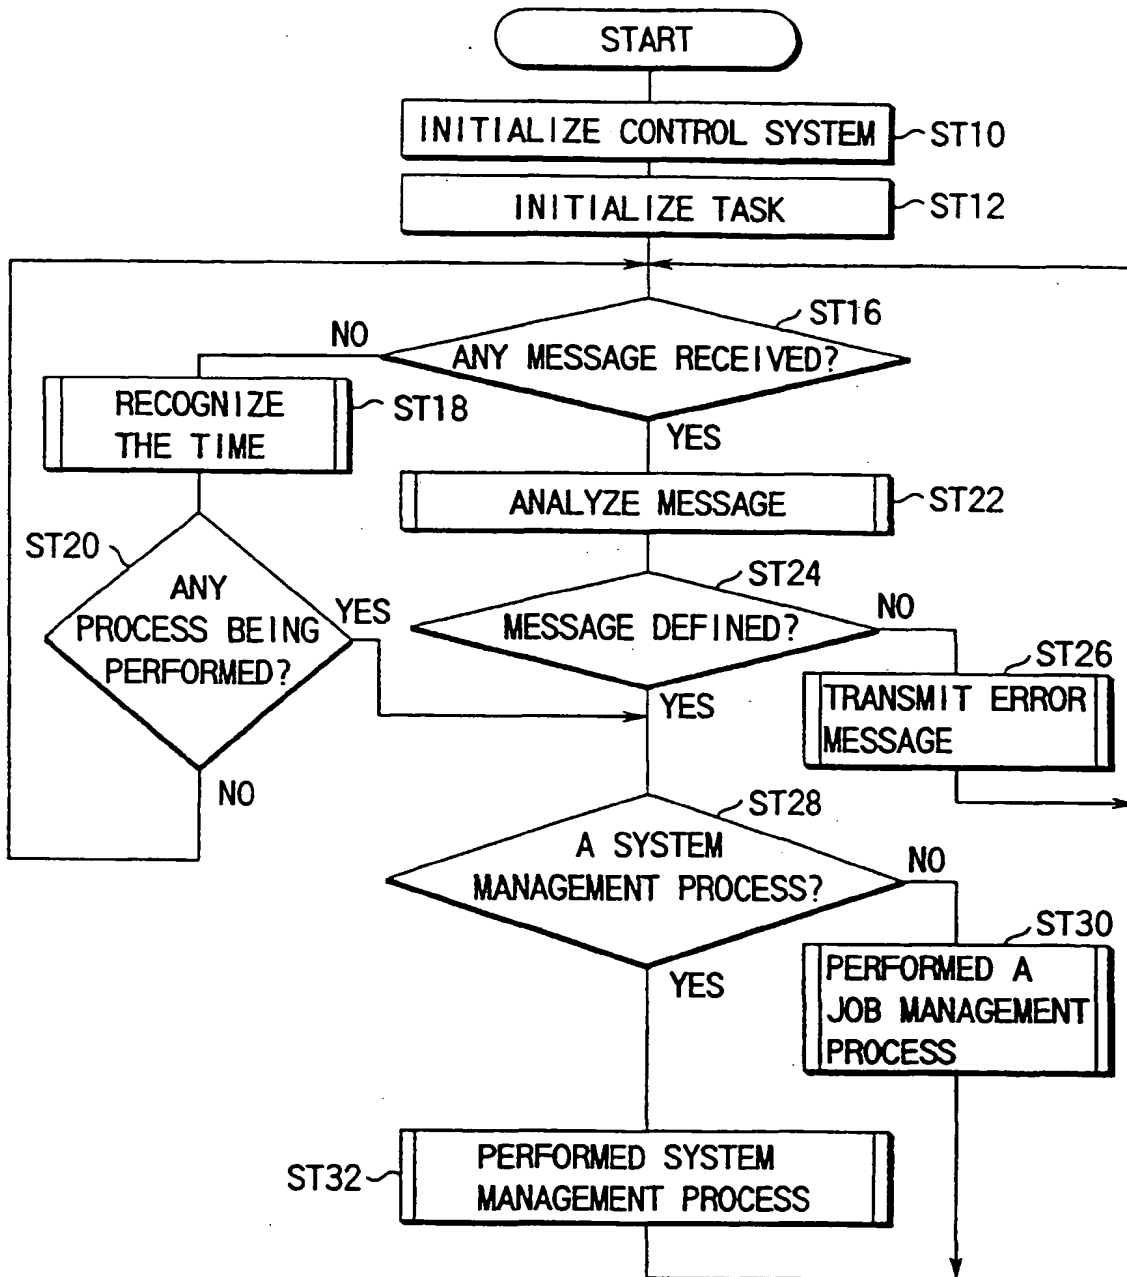 START
INITIALIZE CONTROL SYSTEM
ST10
INITIALIZE TASK
ST12
ST16
NO
ANY MESSAGE RECEIVED?
RECOGNIZE
THE TIME
ST18
YES
ANALYZE MESSAGE
ST22
ST20
ANY
PROCESS BEING
PERFORMED?
YES
NO
ST24
MESSAGE DEFINED?
NO
YES
ST26
TRANSMIT ERROR
MESSAGE
ST28
A SYSTEM
MANAGEMENT PROCESS?
NO
YES
ST30
PERFORMED A
JOB MANAGEMENT
PROCESS
ST32
PERFORMED SYSTEM
MANAGEMENT PROCESS